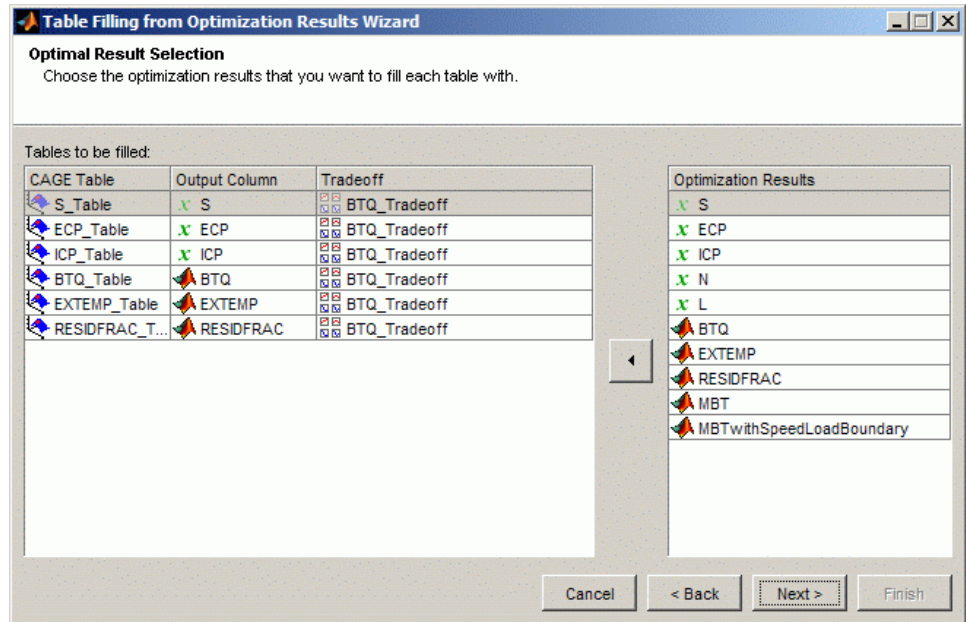 Table Filling from Optimization Results Wizard
Optimal Result Selection
Choose the optimization results that you want to fill each table with.
Tables to be filled:
CAGE Table Output Column Tradeoff
S_Table x S BTQ_Tradeoff
ECP_Table x ECP BTQ_Tradeoff
ICP_Table x ICP BTQ_Tradeoff
BTQ_Table BTQ BTQ_Tradeoff
EXTEMP_Table EXTEMP BTQ_Tradeoff
RESIDFRAC_T... RESIDFRAC BTQ_Tradeoff
Optimization Results
x S
x ECP
x ICP
x N
x L
BTQ
EXTEMP
RESIDFRAC
MBT
MBTwithSpeedLoadBoundary
Cancel < Back Next > Finish